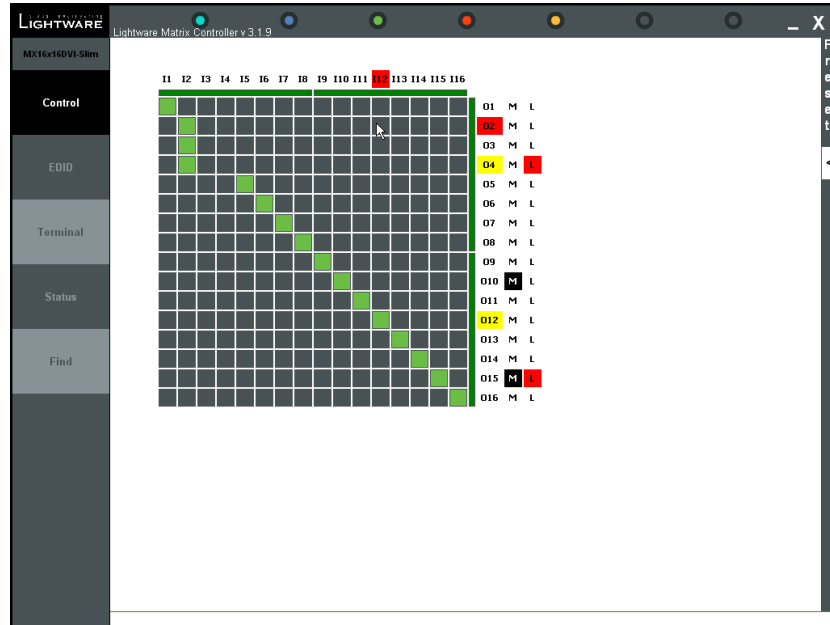 LIGHTWARE
Lightware Matrix Controller v 3.1.9
_ X
MX16x16DVI-Slim
Control
EDID
Terminal
Status
Find
I1 I2 I3 I4 I5 I6 I7 I8 I9 I10 I11 I12 I13 I14 I15 I16
O1 M L
O2 M L
O3 M L
O4 M L
O5 M L
O6 M L
O7 M L
O8 M L
O9 M L
O10 M L
O11 M L
O12 M L
O13 M L
O14 M L
O15 M L
O16 M L
P
r
e
s
e
t
<